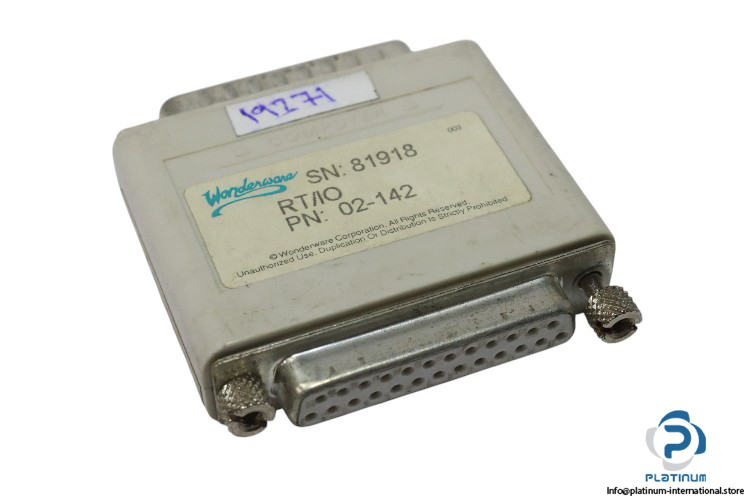 19271
003
Wonderware SN: 81918
RT/IO
PN: 02-142
© Wonderware Corporation, All Rights Reserved
Unauthorized Use, Duplication Or Distribution Is Strictly Prohibited
PLATINUM
Info@platinum-international.store